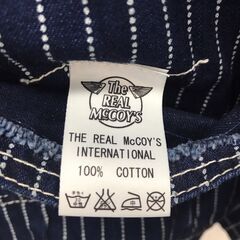 The
REAL
McCOY'S
THE REAL McCOY'S
INTERNATIONAL
100% COTTON